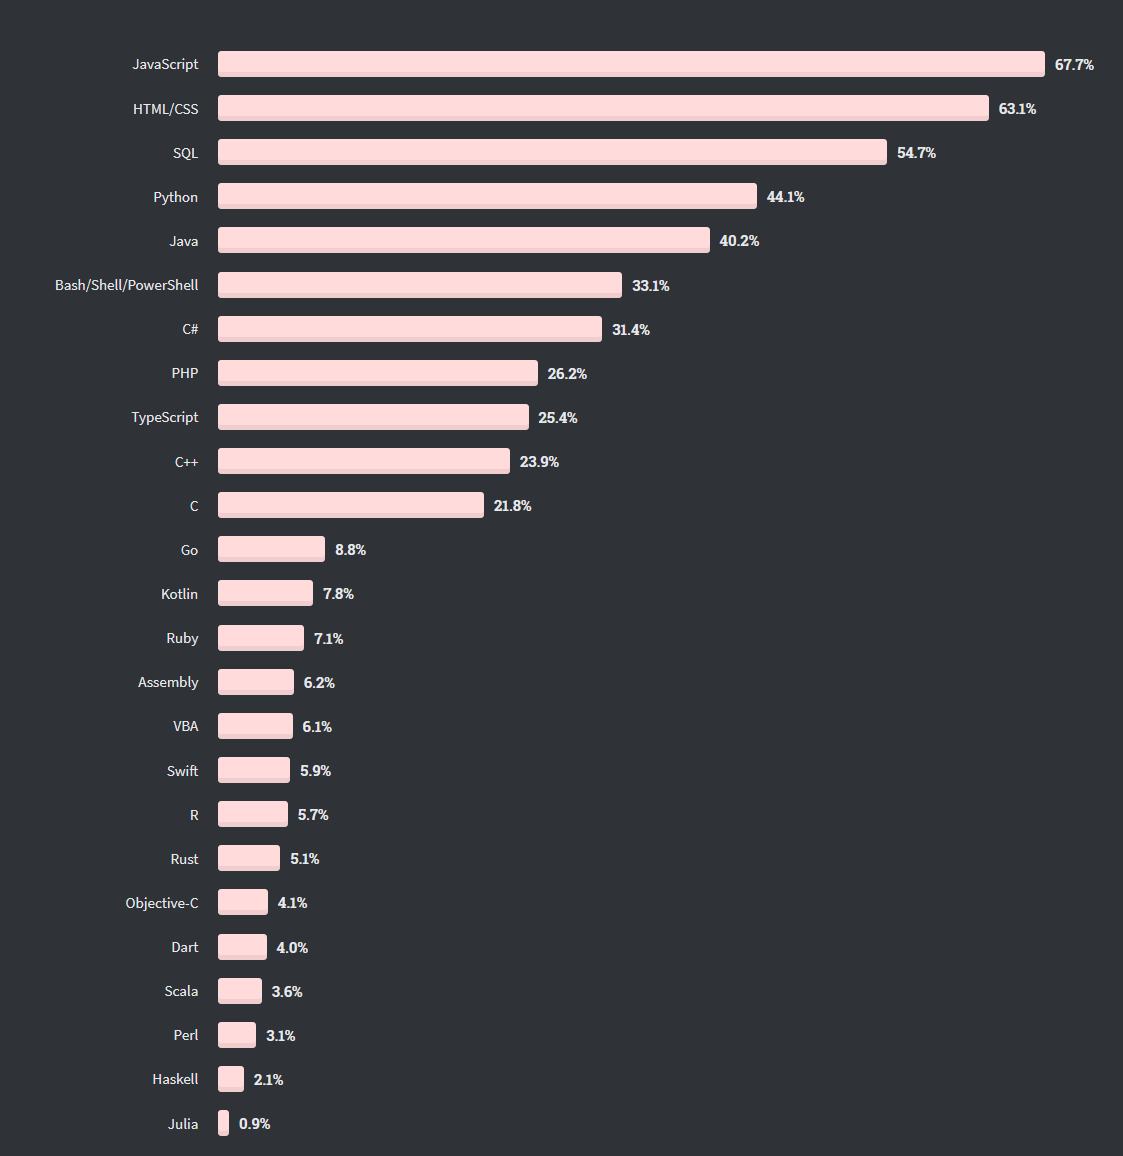 JavaScript 67.7%
HTML/CSS 63.1%
SQL 54.7%
Python 44.1%
Java 40.2%
Bash/Shell/PowerShell 33.1%
C# 31.4%
PHP 26.2%
TypeScript 25.4%
C++ 23.9%
C 21.8%
Go 8.8%
Kotlin 7.8%
Ruby 7.1%
Assembly 6.2%
VBA 6.1%
Swift 5.9%
R 5.7%
Rust 5.1%
Objective-C 4.1%
Dart 4.0%
Scala 3.6%
Perl 3.1%
Haskell 2.1%
Julia 0.9%